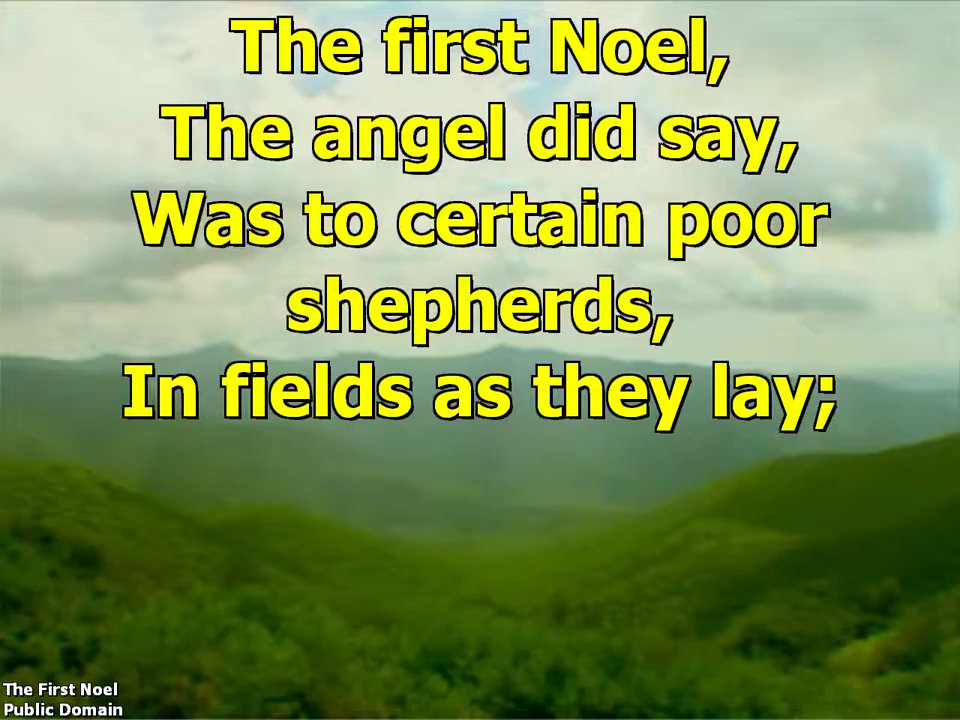 The first Noel,
The angel did say,
Was to certain poor
shepherds,
In fields as they lay;
The First Noel
Public Domain